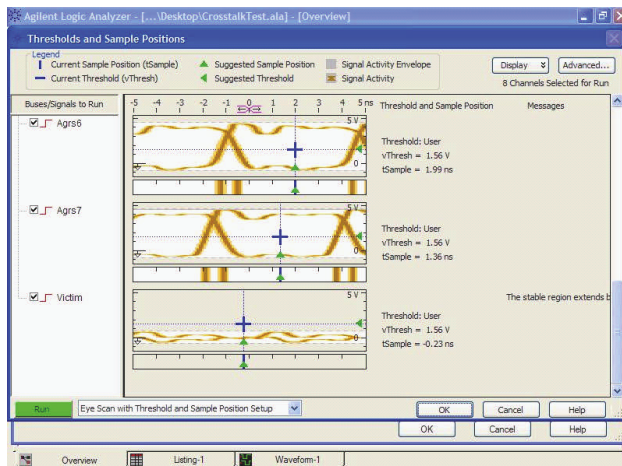 Agilent Logic Analyzer - [...\Desktop\CrosstalkTest.ala] - [Overview]
Thresholds and Sample Positions
Legend
Current Sample Position (tSample)
Suggested Sample Position
Signal Activity Envelope
Current Threshold (vThresh)
Suggested Threshold
Signal Activity
Display
Advanced...
8 Channels Selected for Run
Buses/Signals to Run
-5 -4 -3 -2 -1 0 1 2 3 4 5 ns
Threshold and Sample Position
Messages
Agrs6
5 V
0
Threshold: User
vThresh = 1.56 V
tSample = 1.99 ns
Agrs7
5 V
0
Threshold: User
vThresh = 1.56 V
tSample = 1.36 ns
Victim
5 V
0
The stable region extends b
Threshold: User
vThresh = 1.56 V
tSample = -0.23 ns
Run
Eye Scan with Threshold and Sample Position Setup
OK
Cancel
Help
OK
Cancel
Help
Overview
Listing-1
Waveform-1